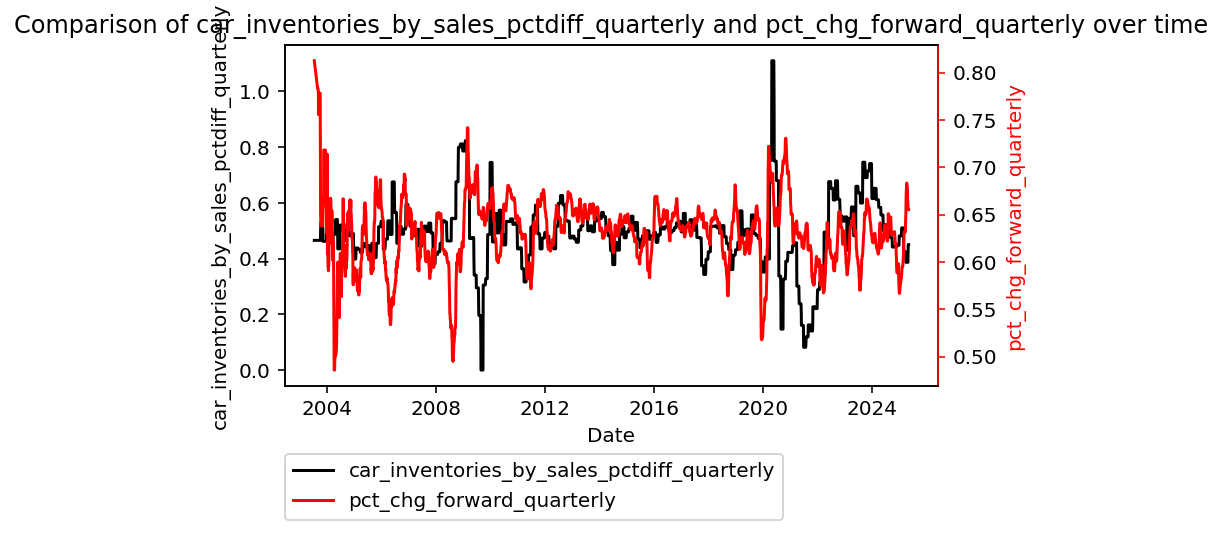 Comparison of car_inventories_by_sales_pctdiff_quarterly and pct_chg_forward_quarterly over time
car_inventories_by_sales_pctdiff_quarterly
1.0
0.8
0.6
0.4
0.2
0.0
0.80
0.75
0.70
0.65
0.60
0.55
0.50
pct_chg_forward_quarterly
2004 2008 2012 2016 2020 2024
Date
car_inventories_by_sales_pctdiff_quarterly
pct_chg_forward_quarterly